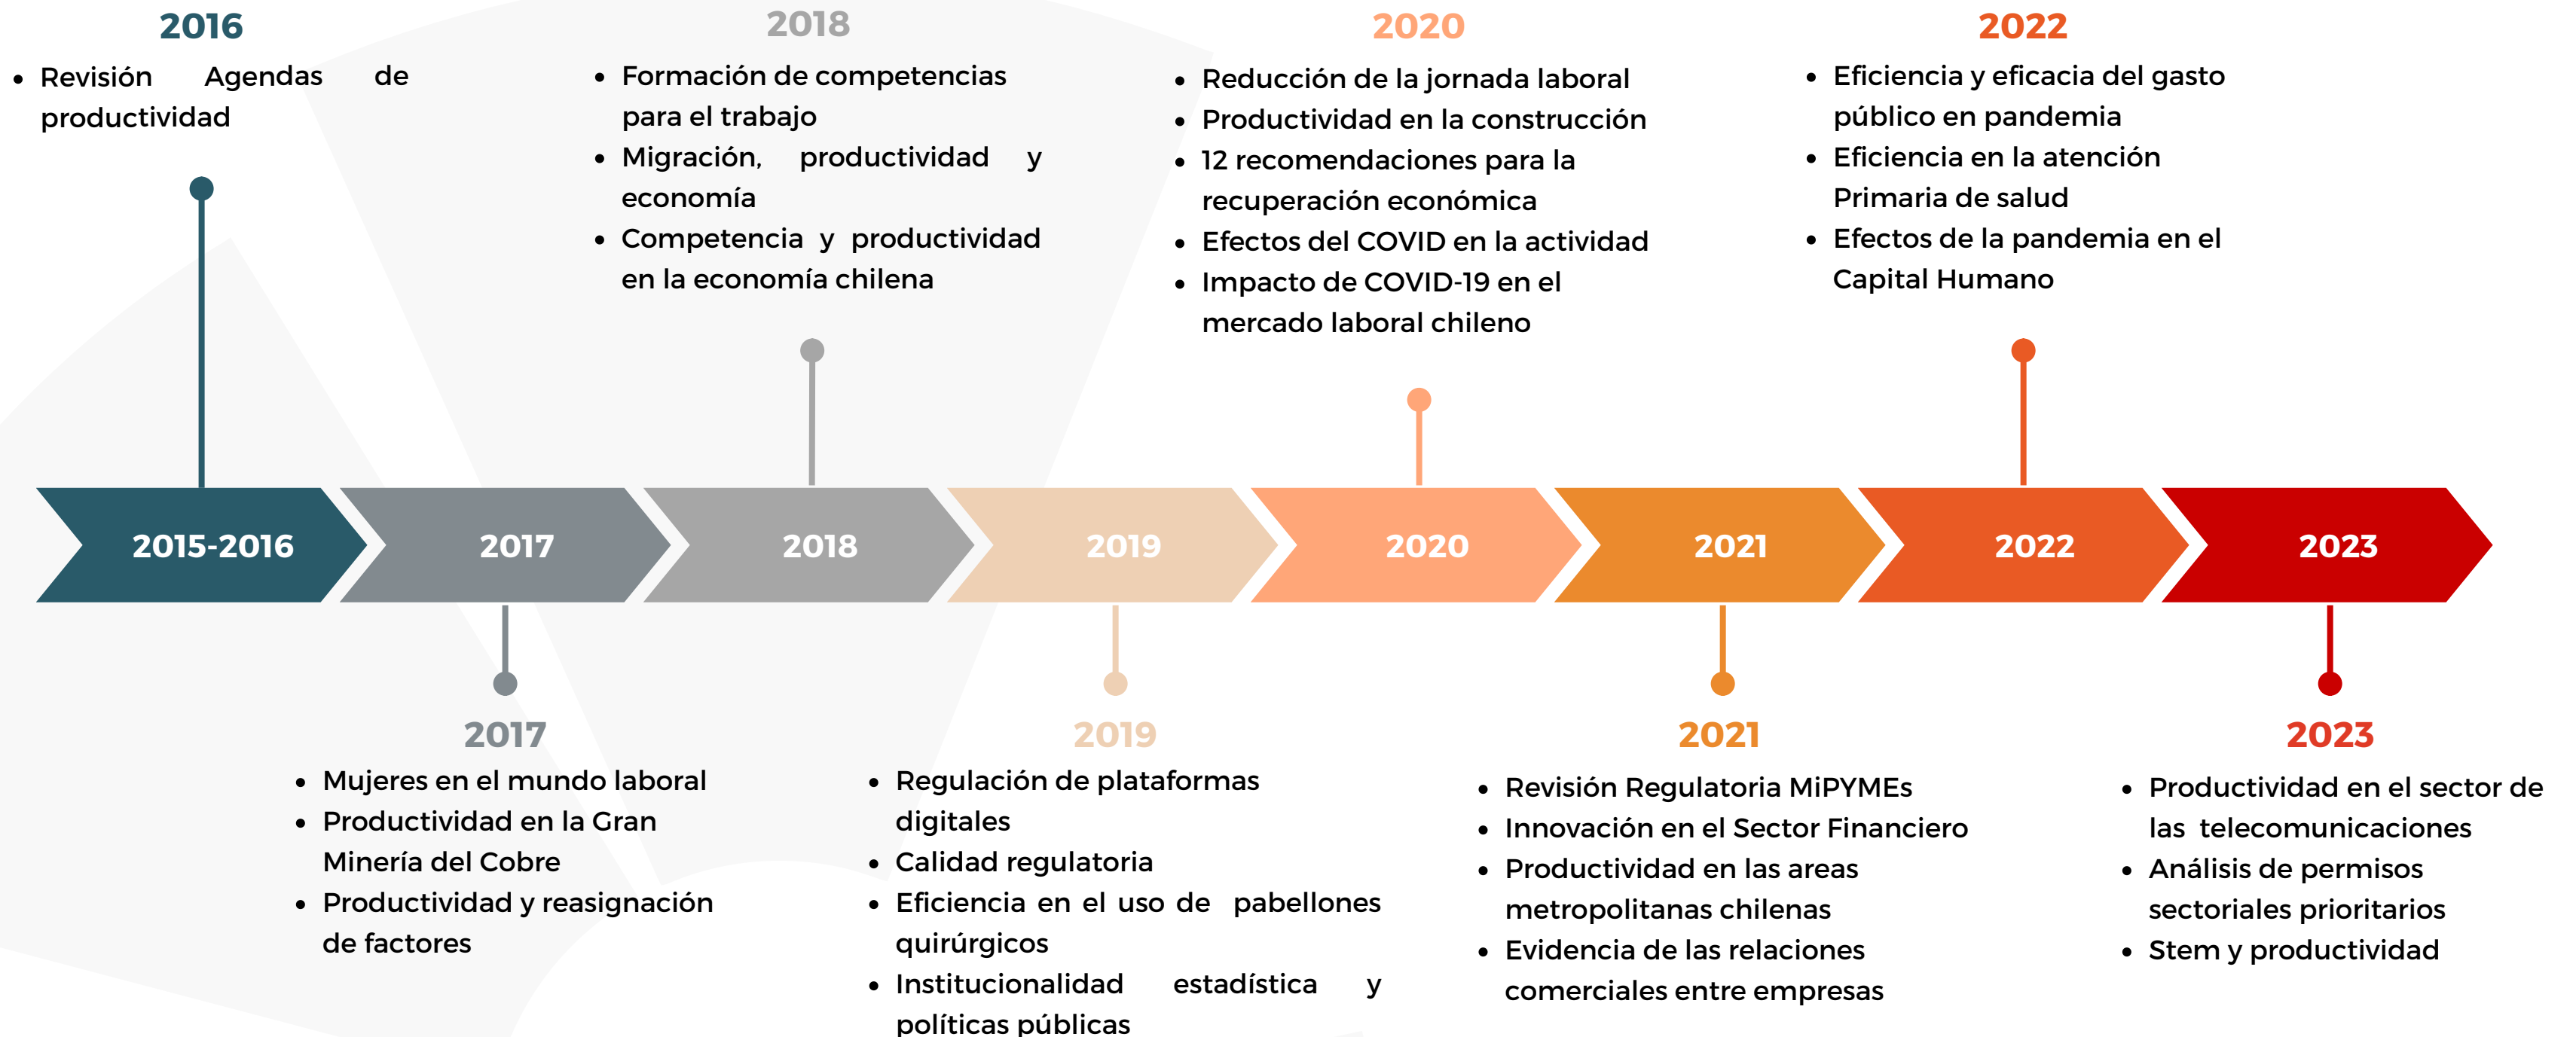 2016
• Revisión Agendas de
productividad
2018
• Formación de competencias
para el trabajo
• Migración, productividad y
economía
• Competencia y productividad
en la economía chilena
2020
• Reducción de la jornada laboral
• Productividad en la construcción
• 12 recomendaciones para la
recuperación económica
• Efectos del COVID en la actividad
• Impacto de COVID-19 en el
mercado laboral chileno
2022
• Eficiencia y eficacia del gasto
público en pandemia
• Eficiencia en la atención
Primaria de salud
• Efectos de la pandemia en el
Capital Humano
2015-2016
2017
2018
2019
2020
2021
2022
2023
2017
• Mujeres en el mundo laboral
• Productividad en la Gran
Minería del Cobre
• Productividad y reasignación
de factores
2019
• Regulación de plataformas
digitales
• Calidad regulatoria
• Eficiencia en el uso de pabellones
quirúrgicos
• Institucionalidad estadística y
políticas públicas
2021
• Revisión Regulatoria MiPYMEs
• Innovación en el Sector Financiero
• Productividad en las areas
metropolitanas chilenas
• Evidencia de las relaciones
comerciales entre empresas
2023
• Productividad en el sector de
las telecomunicaciones
• Análisis de permisos
sectoriales prioritarios
• Stem y productividad